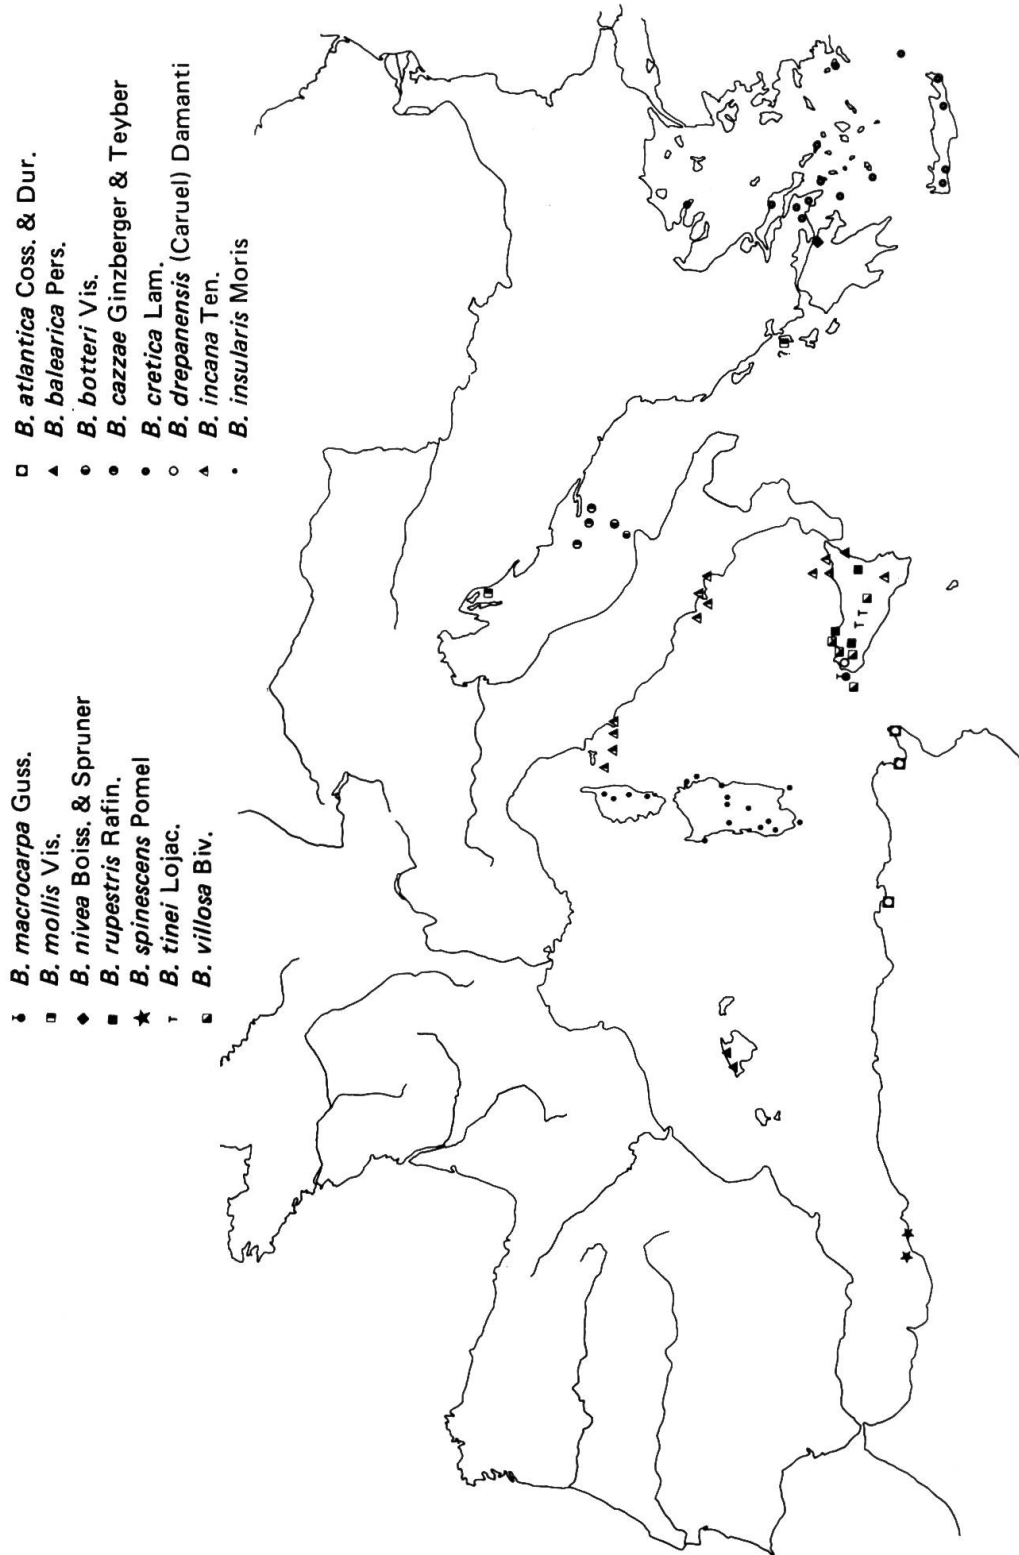 B. macrocarpa Guss.
B. mollis Vis.
B. nivea Boiss. & Spruner
B. rupestris Rafin.
B. spinescens Pomel
B. tinei Lojac.
B. villosa Biv.
B. atlantica Coss. & Dur.
B. balearica Pers.
B. botteri Vis.
B. cazzae Ginzberger & Teyber
B. cretica Lam.
B. drepanensis (Caruel) Damanti
B. incana Ten.
B. insularis Moris